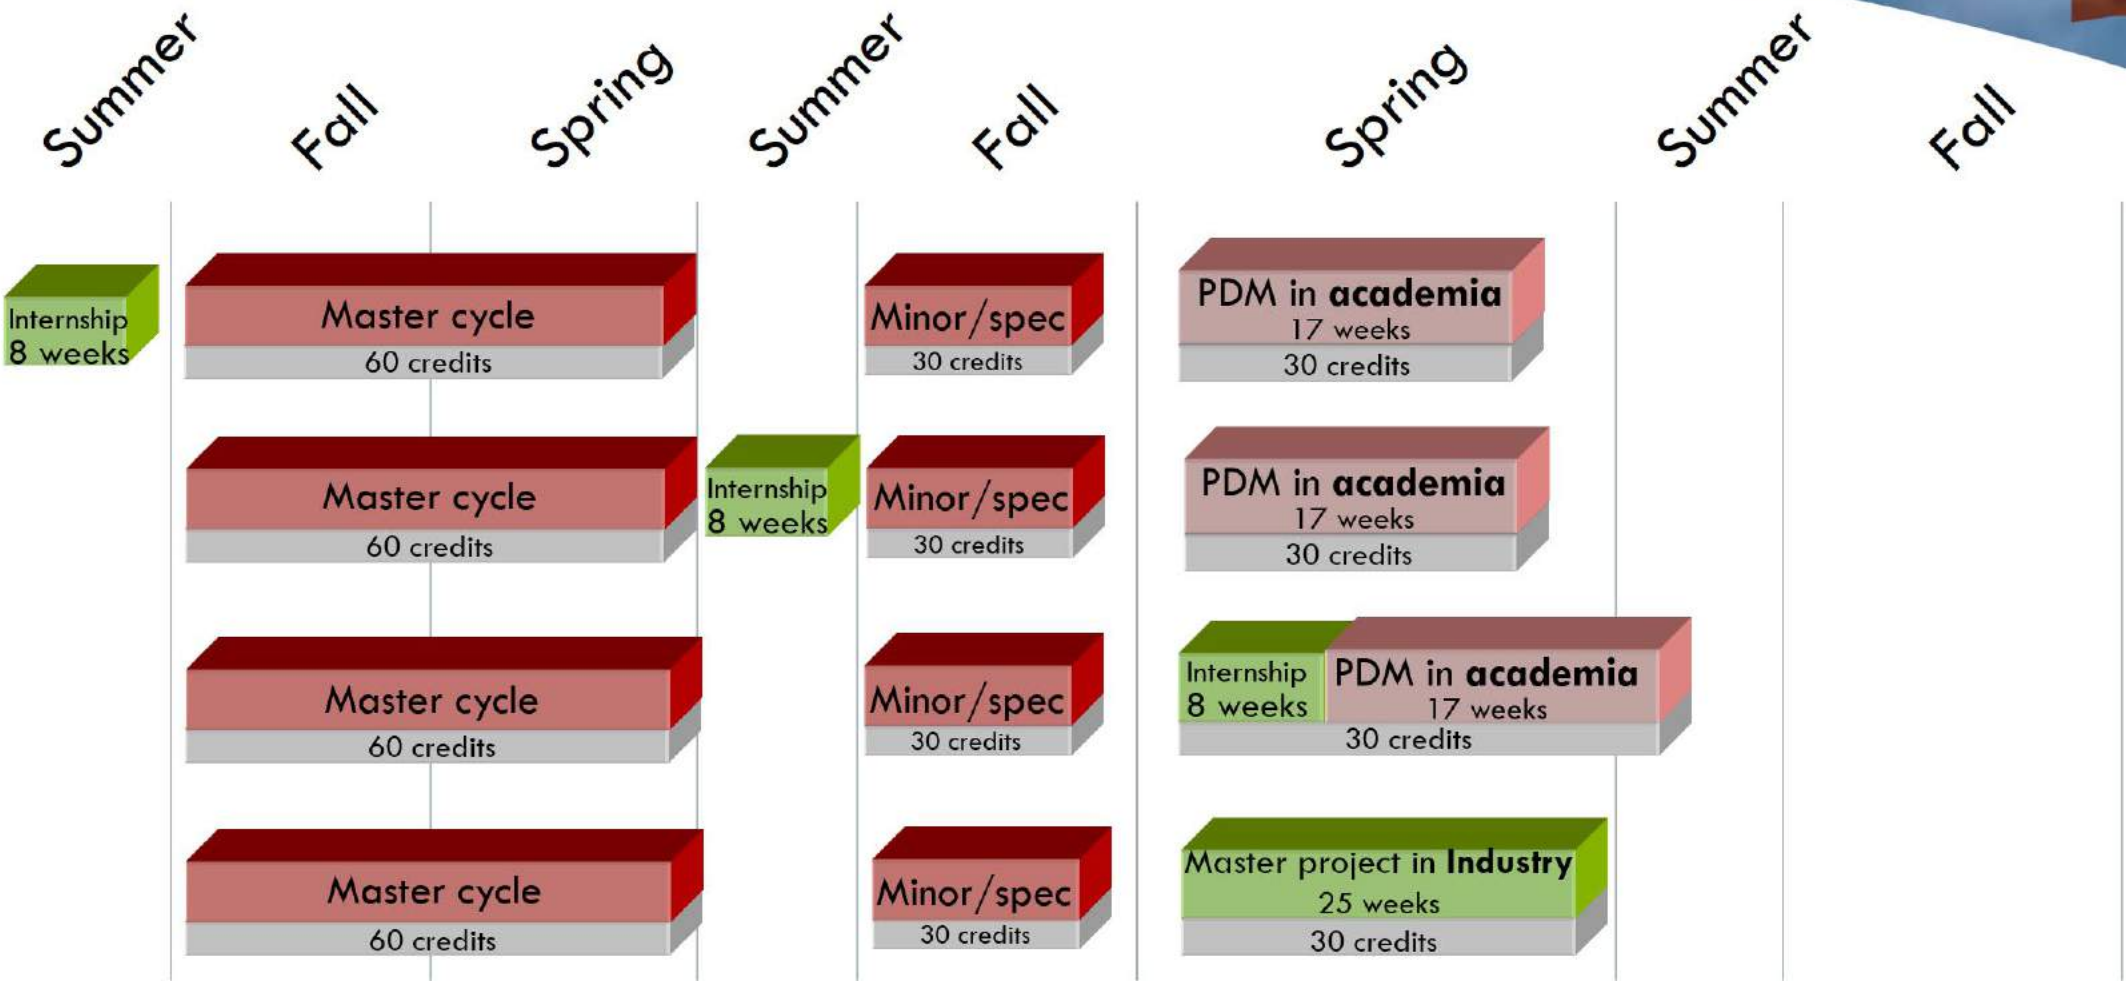 Summer
Fall
Spring
Summer
Fall
Spring
Summer
Fall
Internship
8 weeks
Master cycle
60 credits
Minor/spec
30 credits
PDM in academia
17 weeks
30 credits
Master cycle
60 credits
Internship
8 weeks
Minor/spec
30 credits
PDM in academia
17 weeks
30 credits
Master cycle
60 credits
Minor/spec
30 credits
Internship
8 weeks
PDM in academia
17 weeks
30 credits
Master cycle
60 credits
Minor/spec
30 credits
Master project in Industry
25 weeks
30 credits